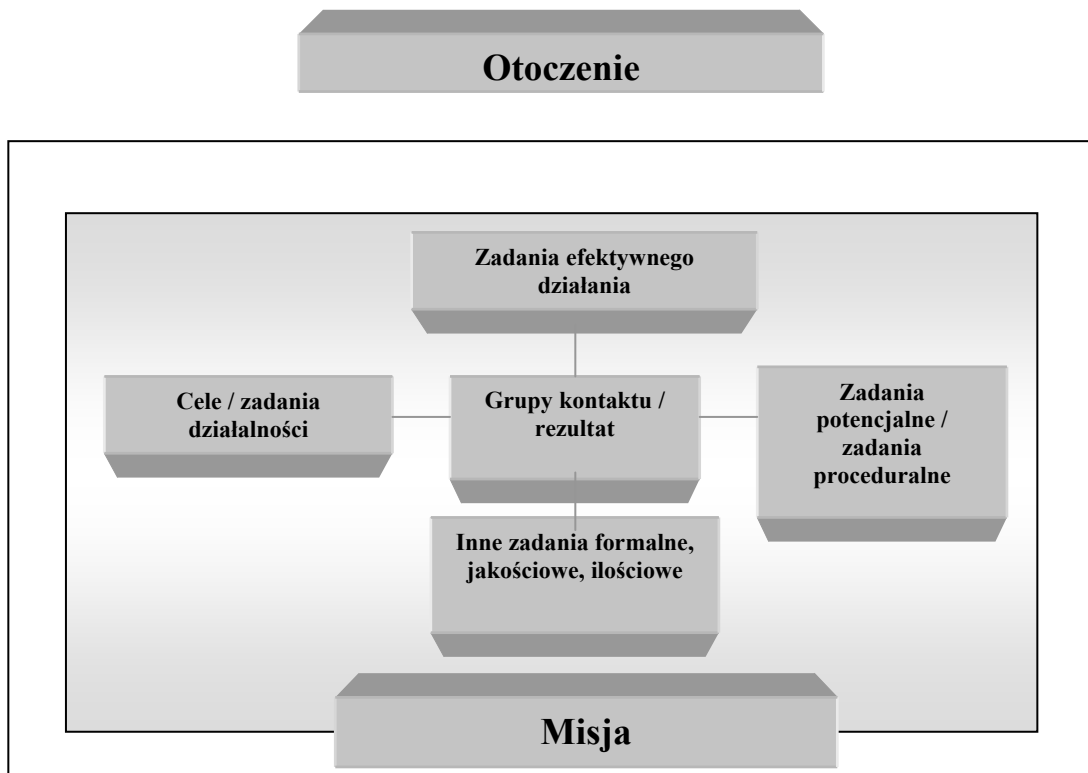 Otoczenie
Zadania efektywnego
działania
Cele / zadania
działalności
Grupy kontaktu /
rezultat
Zadania
potencjalne /
zadania
proceduralne
Inne zadania formalne,
jakościowe, ilościowe
Misja